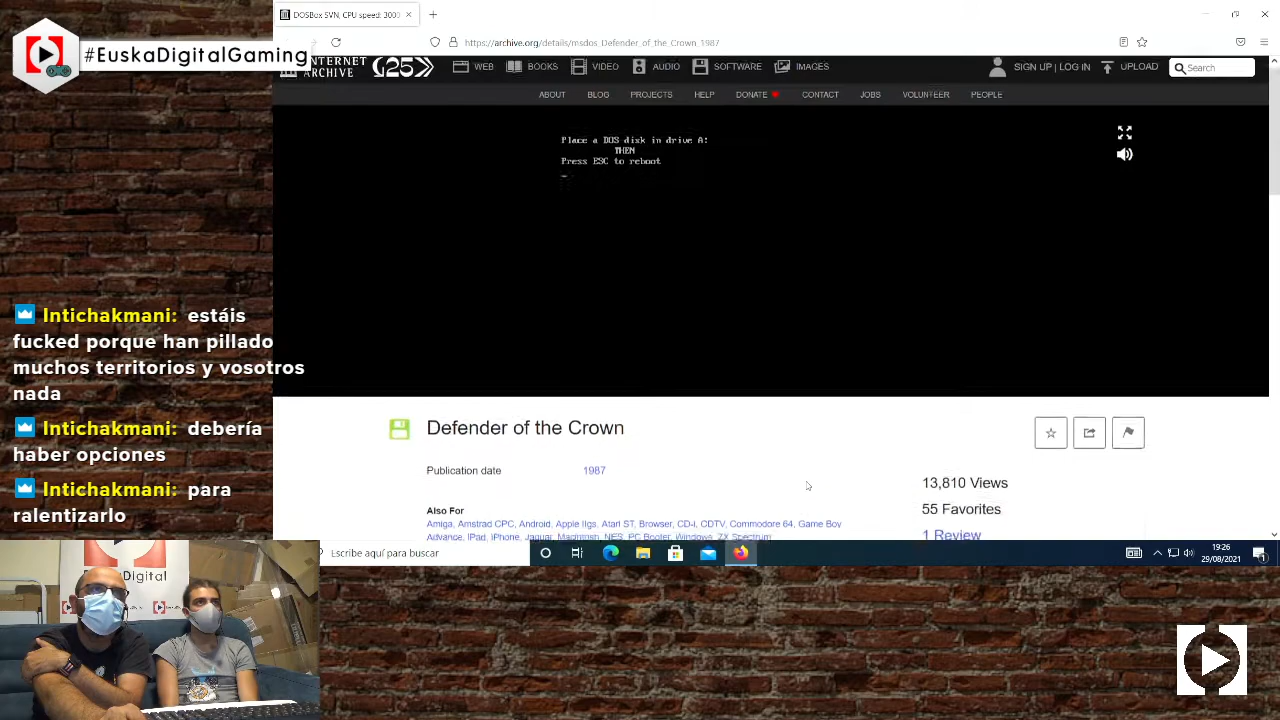 #EuskaDigitalGaming
DOSBox SVN, CPU speed: 3000
https://archive.org/details/msdos_Defender_of_the_Crown_1987
INTERNET ARCHIVE 25 WEB BOOKS VIDEO AUDIO SOFTWARE IMAGES SIGN UP | LOG IN UPLOAD Search
ABOUT BLOG PROJECTS HELP DONATE CONTACT JOBS VOLUNTEER PEOPLE
Place a DOS disk in drive A:
THEN
Press ESC to reboot
Intichakmani: estáis
fucked porque han pillado
muchos territorios y vosotros
nada
Intichakmani: debería
haber opciones
Intichakmani: para
ralentizarlo
Defender of the Crown
Publication date 1987
13,810 Views
Also For
55 Favorites
Amiga, Amstrad CPC, Android, Apple IIgs, Atari ST, Browser, CD-i, CDTV, Commodore 64, Game Boy
Advance, iPad, iPhone, Jaguar, Macintosh, NES, PC Booter, Windows, ZX Spectrum
1 Review
Escribe aquí para buscar
19:26
29/08/2021